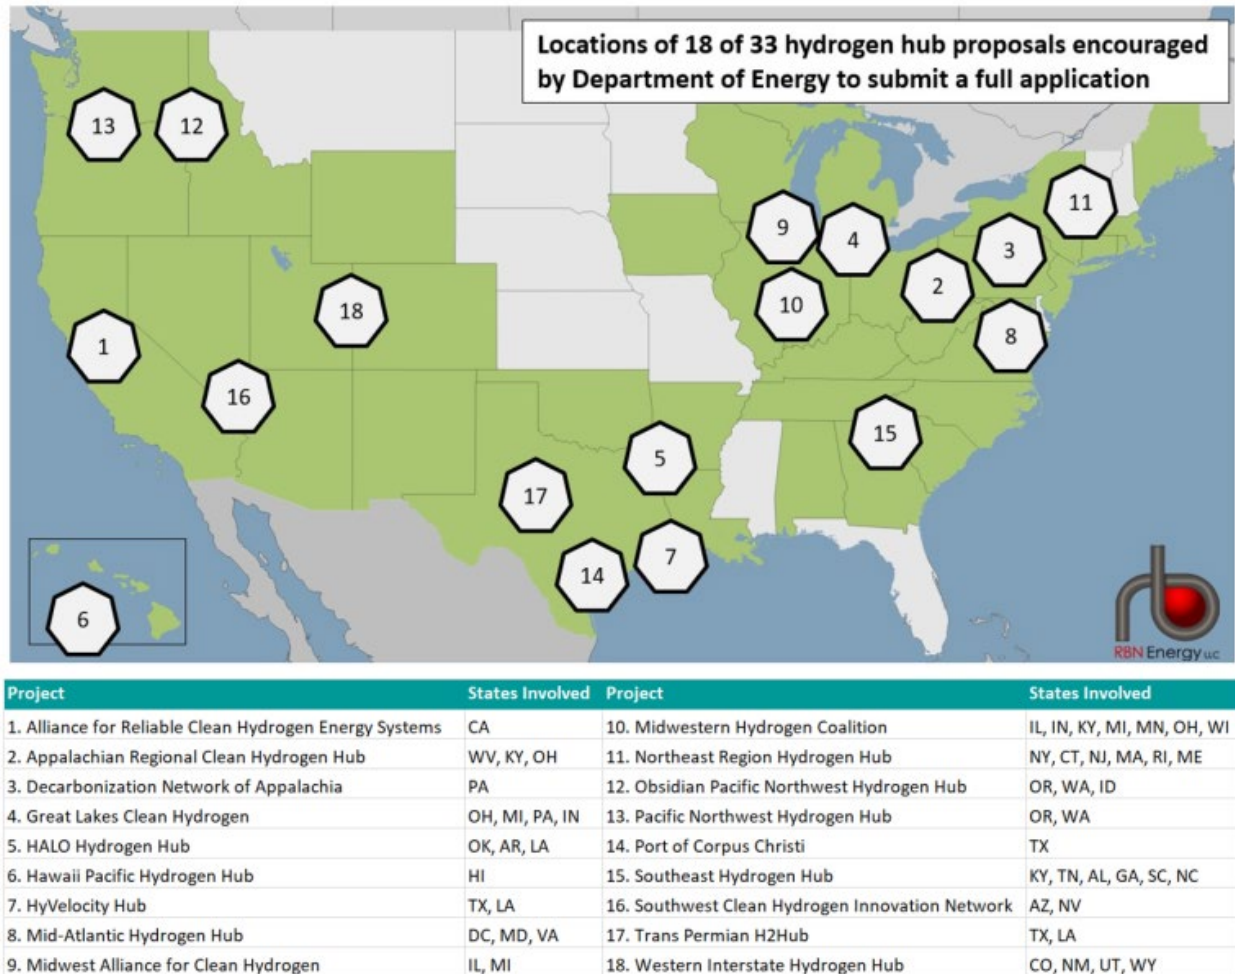 Locations of 18 of 33 hydrogen hub proposals encouraged
by Department of Energy to submit a full application
13
12
11
9
4
3
2
10
18
8
1
16
15
5
17
7
14
6
RBN Energy LLC
Project States Involved Project States Involved
1. Alliance for Reliable Clean Hydrogen Energy Systems CA 10. Midwestern Hydrogen Coalition IL, IN, KY, MI, MN, OH, WI
2. Appalachian Regional Clean Hydrogen Hub WV, KY, OH 11. Northeast Region Hydrogen Hub NY, CT, NJ, MA, RI, ME
3. Decarbonization Network of Appalachia PA 12. Obsidian Pacific Northwest Hydrogen Hub OR, WA, ID
4. Great Lakes Clean Hydrogen OH, MI, PA, IN 13. Pacific Northwest Hydrogen Hub OR, WA
5. HALO Hydrogen Hub OK, AR, LA 14. Port of Corpus Christi TX
6. Hawaii Pacific Hydrogen Hub HI 15. Southeast Hydrogen Hub KY, TN, AL, GA, SC, NC
7. HyVelocity Hub TX, LA 16. Southwest Clean Hydrogen Innovation Network AZ, NV
8. Mid-Atlantic Hydrogen Hub DC, MD, VA 17. Trans Permian H2Hub TX, LA
9. Midwest Alliance for Clean Hydrogen IL, MI 18. Western Interstate Hydrogen Hub CO, NM, UT, WY